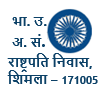 भा. उ.
अ. सं.
राष्ट्रपति निवास,
शिमला – 171005